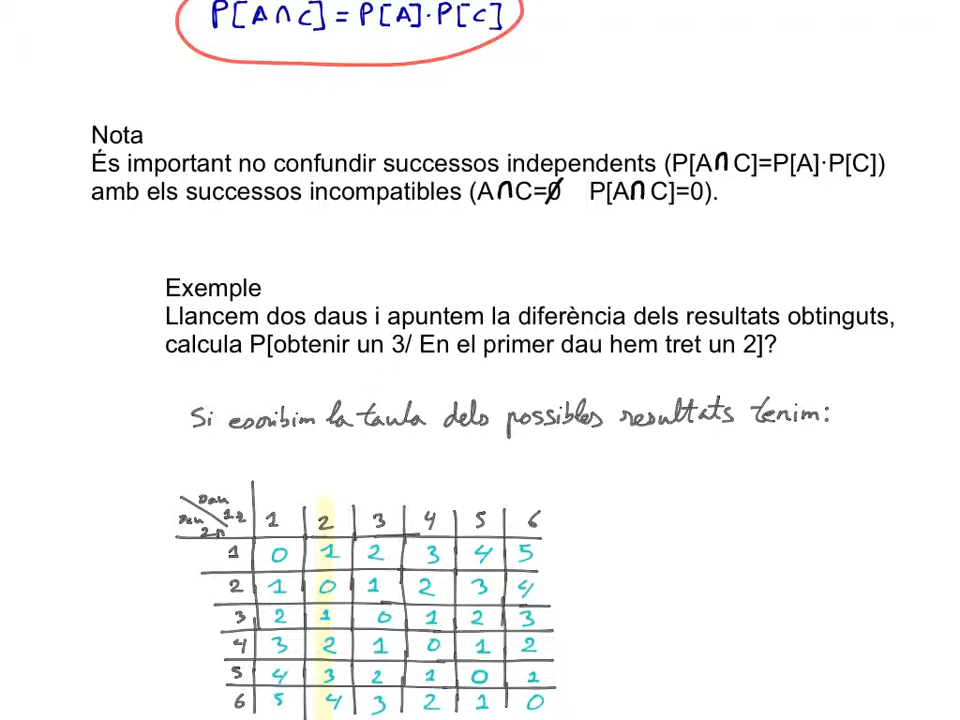 P[A∩C] = P[A]·P[C]
Nota
És important no confundir successos independents (P[A∩C]=P[A]·P[C])
amb els successos incompatibles (A∩C=Ø P[A∩C]=0).
Exemple
Llancem dos daus i apuntem la diferència dels resultats obtinguts,
calcula P[obtenir un 3/ En el primer dau hem tret un 2]?
Si escribim la taula dels possibles resultats tenim:
Dau
1 2 3 4 5 6
1 0 1 2 3 4 5
2 1 0 1 2 3 4
3 2 1 0 1 2 3
4 3 2 1 0 1 2
5 4 3 2 1 0 1
6 5 4 3 2 1 0